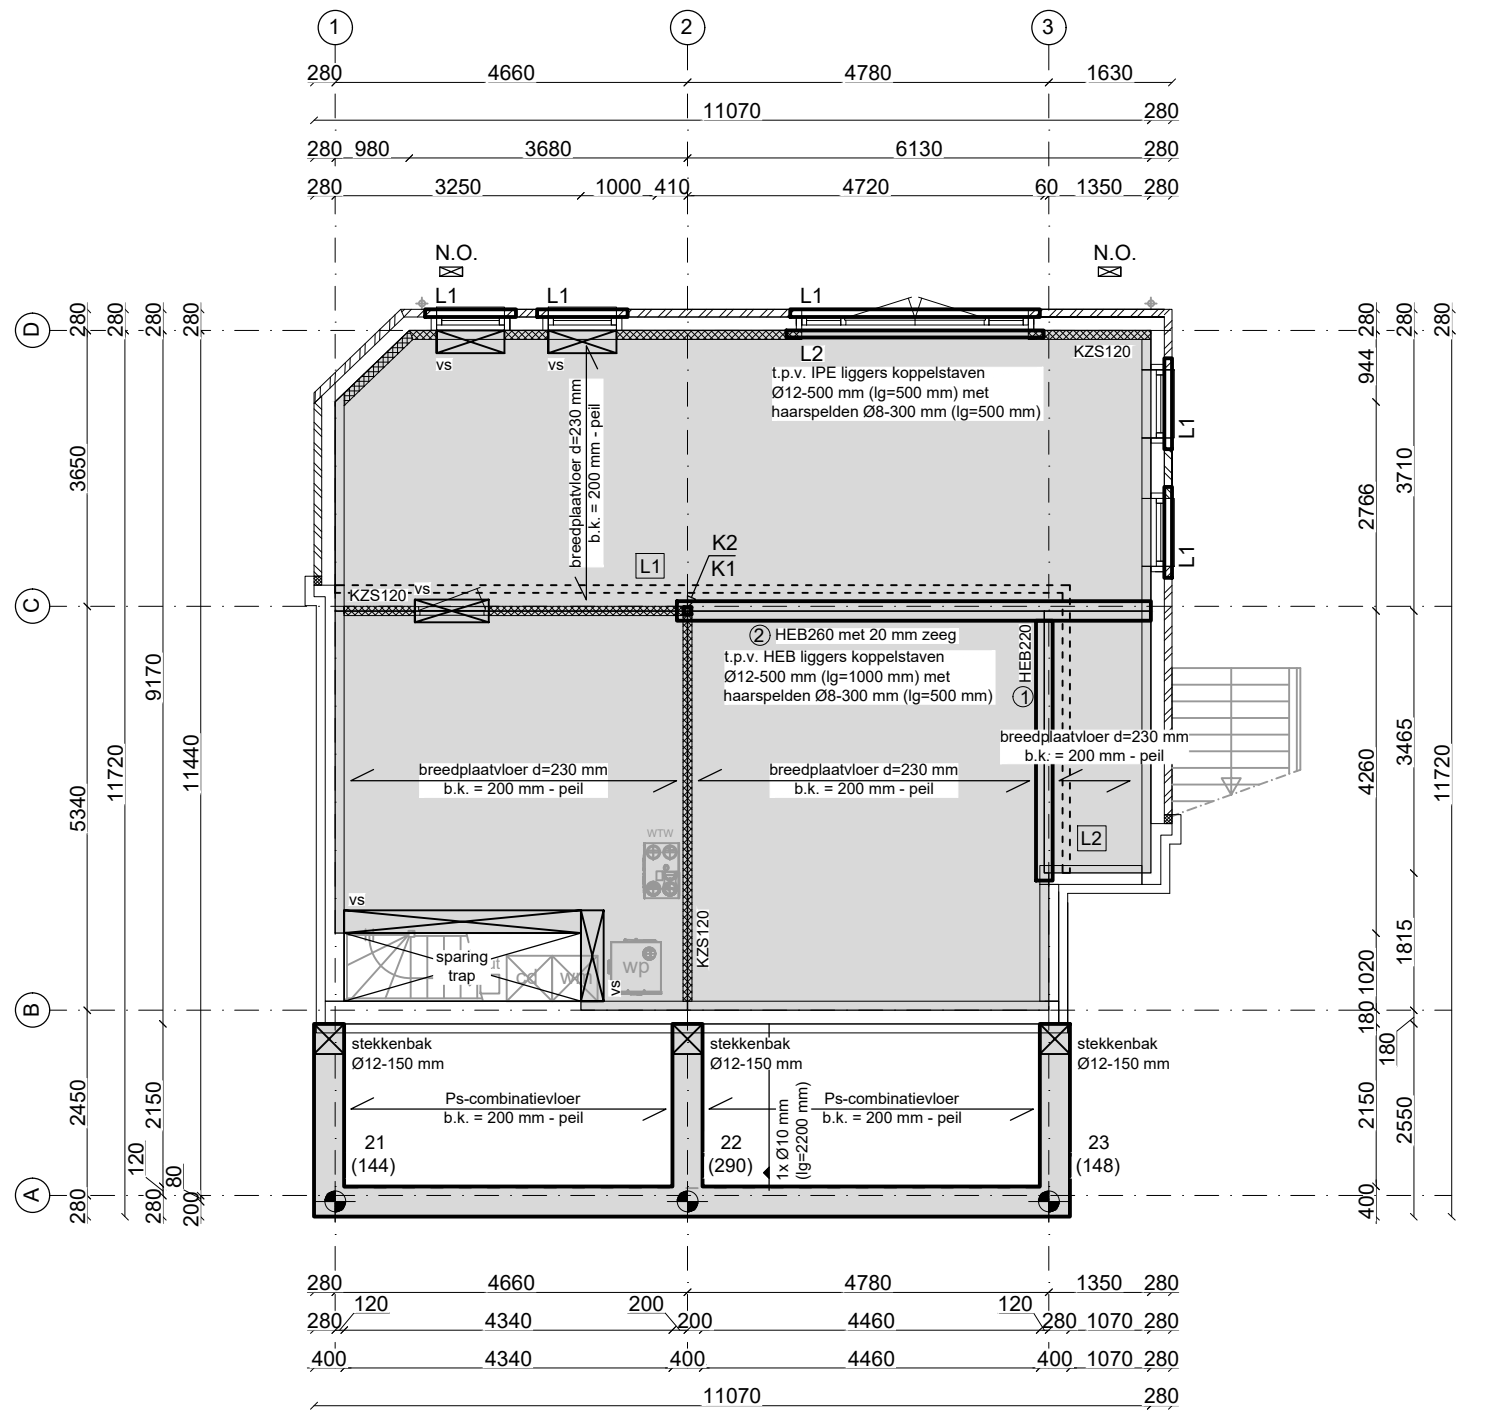 1 2 3
280 4660 4780 1630
11070 280
280 980 3680 6130 280
280 3250 1000 410 4720 60 1350 280
N.O. N.O.
L1 L1 L1
D
L2
KZS120
vs vs
t.p.v. IPE liggers koppelstaven
Ø12-500 mm (lg=500 mm) met
haarspelden Ø8-300 mm (lg=500 mm)
breedplaatvloer d=230 mm
b.k. = 200 mm - peil
L1
L1
K2
K1
L1
C
KZS120
vs
2 HEB260 met 20 mm zeeg
t.p.v. HEB liggers koppelstaven
Ø12-500 mm (lg=1000 mm) met
haarspelden Ø8-300 mm (lg=500 mm)
HEB220
1
breedplaatvloer d=230 mm
b.k. = 200 mm - peil
breedplaatvloer d=230 mm
b.k. = 200 mm - peil
breedplaatvloer d=230 mm
b.k. = 200 mm - peil
L2
WTW
vs
KZS120
sparing
trap
cd
wm
wp
vs
B
stekkenbak
Ø12-150 mm
stekkenbak
Ø12-150 mm
stekkenbak
Ø12-150 mm
Ps-combinatievloer
b.k. = 200 mm - peil
Ps-combinatievloer
b.k. = 200 mm - peil
1x Ø10 mm
(lg=2200 mm)
21
(144)
22
(290)
23
(148)
A
280 3650 5340 2450 280
280 11720
280 9170 2150 120 280
280 11440 80 200
280 944 2766 4260 1020 180 2150 400
280 3710 3465 1815 180 2550
280 11720
280 4660 4780 1350 280
120 200 120
280 4340 200 4460 280 1070 280
400 4340 400 4460 400 1070 280
11070 280